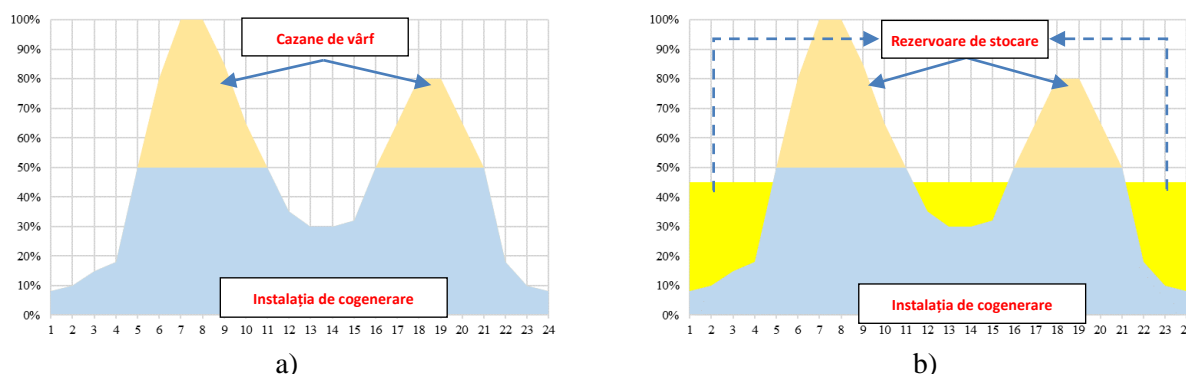 100%
90%
80%
70%
60%
50%
40%
30%
20%
10%
0%
Cazane de vârf
Instalația de cogenerare
1 2 3 4 5 6 7 8 9 10 11 12 13 14 15 16 17 18 19 20 21 22 23 24
a)
100%
90%
80%
70%
60%
50%
40%
30%
20%
10%
0%
Rezervoare de stocare
Instalația de cogenerare
1 2 3 4 5 6 7 8 9 10 11 12 13 14 15 16 17 18 19 20 21 22 23
b)